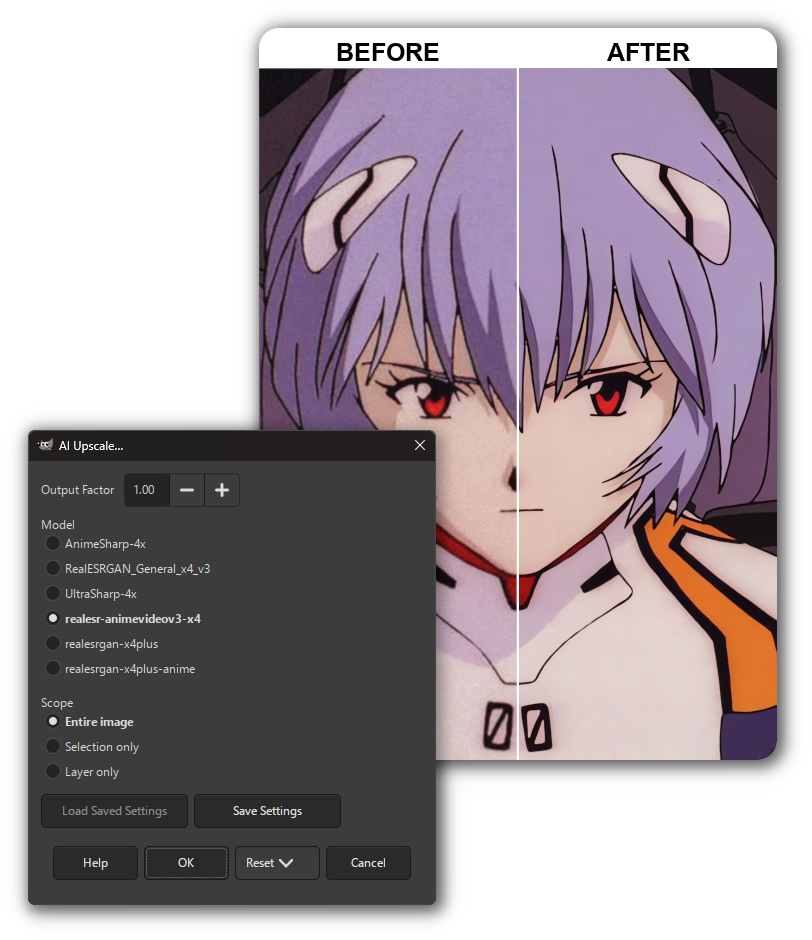 BEFORE AFTER
AI Upscale...
Output Factor 1.00
Model
AnimeSharp-4x
RealESRGAN_General_x4_v3
UltraSharp-4x
realesr-animevideov3-x4
realesrgan-x4plus
realesrgan-x4plus-anime
Scope
Entire image
Selection only
Layer only
Load Saved Settings Save Settings
Help OK Reset Cancel
00